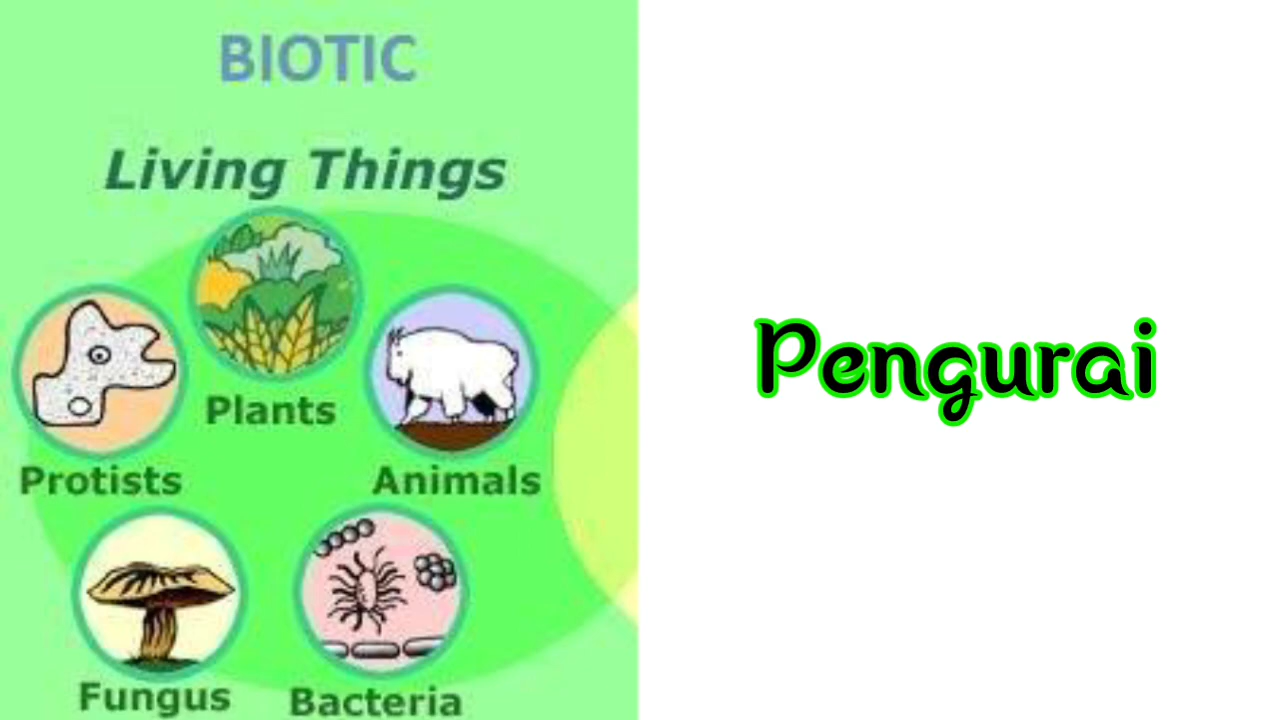 BIOTIC
Living Things
Plants
Protists
Animals
Fungus
Bacteria
Pengurai